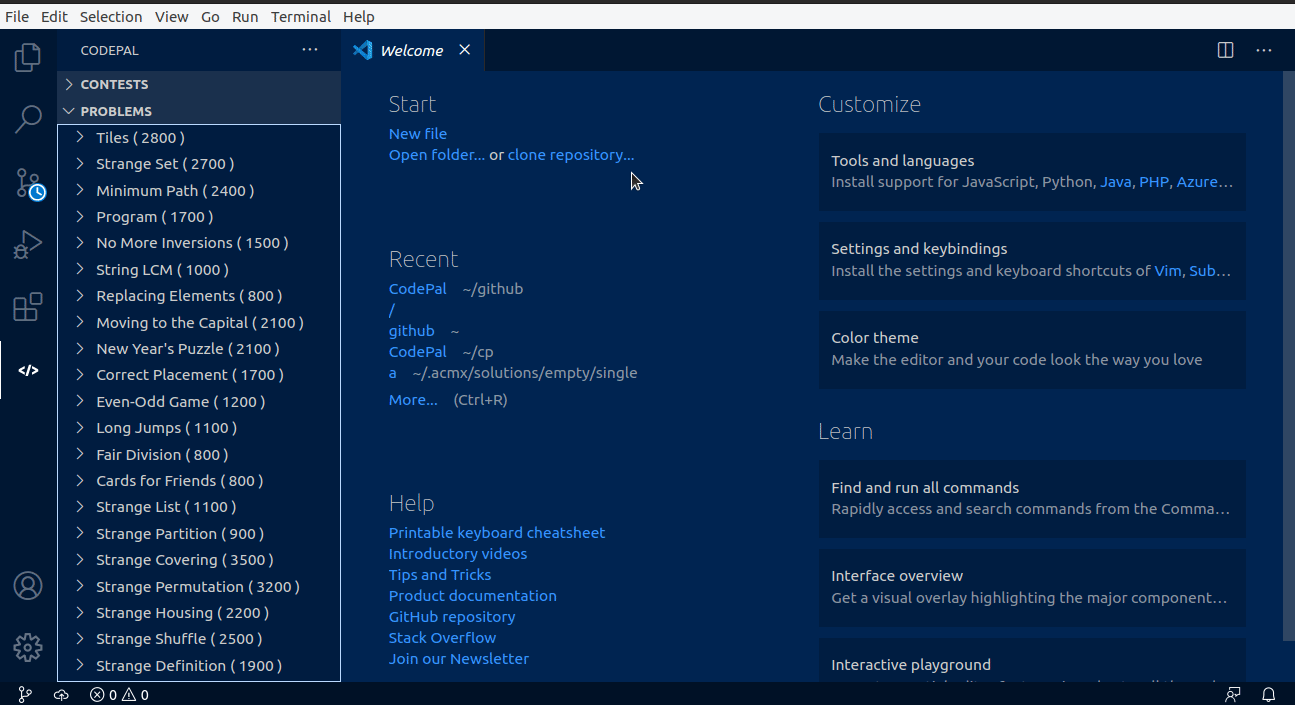 File Edit Selection View Go Run Terminal Help
CODEPAL
CONTESTS
PROBLEMS
Tiles ( 2800 )
Strange Set ( 2700 )
Minimum Path ( 2400 )
Program ( 1700 )
No More Inversions ( 1500 )
String LCM ( 1000 )
Replacing Elements ( 800 )
Moving to the Capital ( 2100 )
New Year's Puzzle ( 2100 )
Correct Placement ( 1700 )
Even-Odd Game ( 1200 )
Long Jumps ( 1100 )
Fair Division ( 800 )
Cards for Friends ( 800 )
Strange List ( 1100 )
Strange Partition ( 900 )
Strange Covering ( 3500 )
Strange Permutation ( 3200 )
Strange Housing ( 2200 )
Strange Shuffle ( 2500 )
Strange Definition ( 1900 )
Welcome
Start
New file
Open folder... or clone repository...
Recent
CodePal ~/github
/
github ~
CodePal ~/cp
a ~/.acmx/solutions/empty/single
More... (Ctrl+R)
Help
Printable keyboard cheatsheet
Introductory videos
Tips and Tricks
Product documentation
GitHub repository
Stack Overflow
Join our Newsletter
Customize
Tools and languages
Install support for JavaScript, Python, Java, PHP, Azure...
Settings and keybindings
Install the settings and keyboard shortcuts of Vim, Sub...
Color theme
Make the editor and your code look the way you love
Learn
Find and run all commands
Rapidly access and search commands from the Comma...
Interface overview
Get a visual overlay highlighting the major component...
Interactive playground
0 0